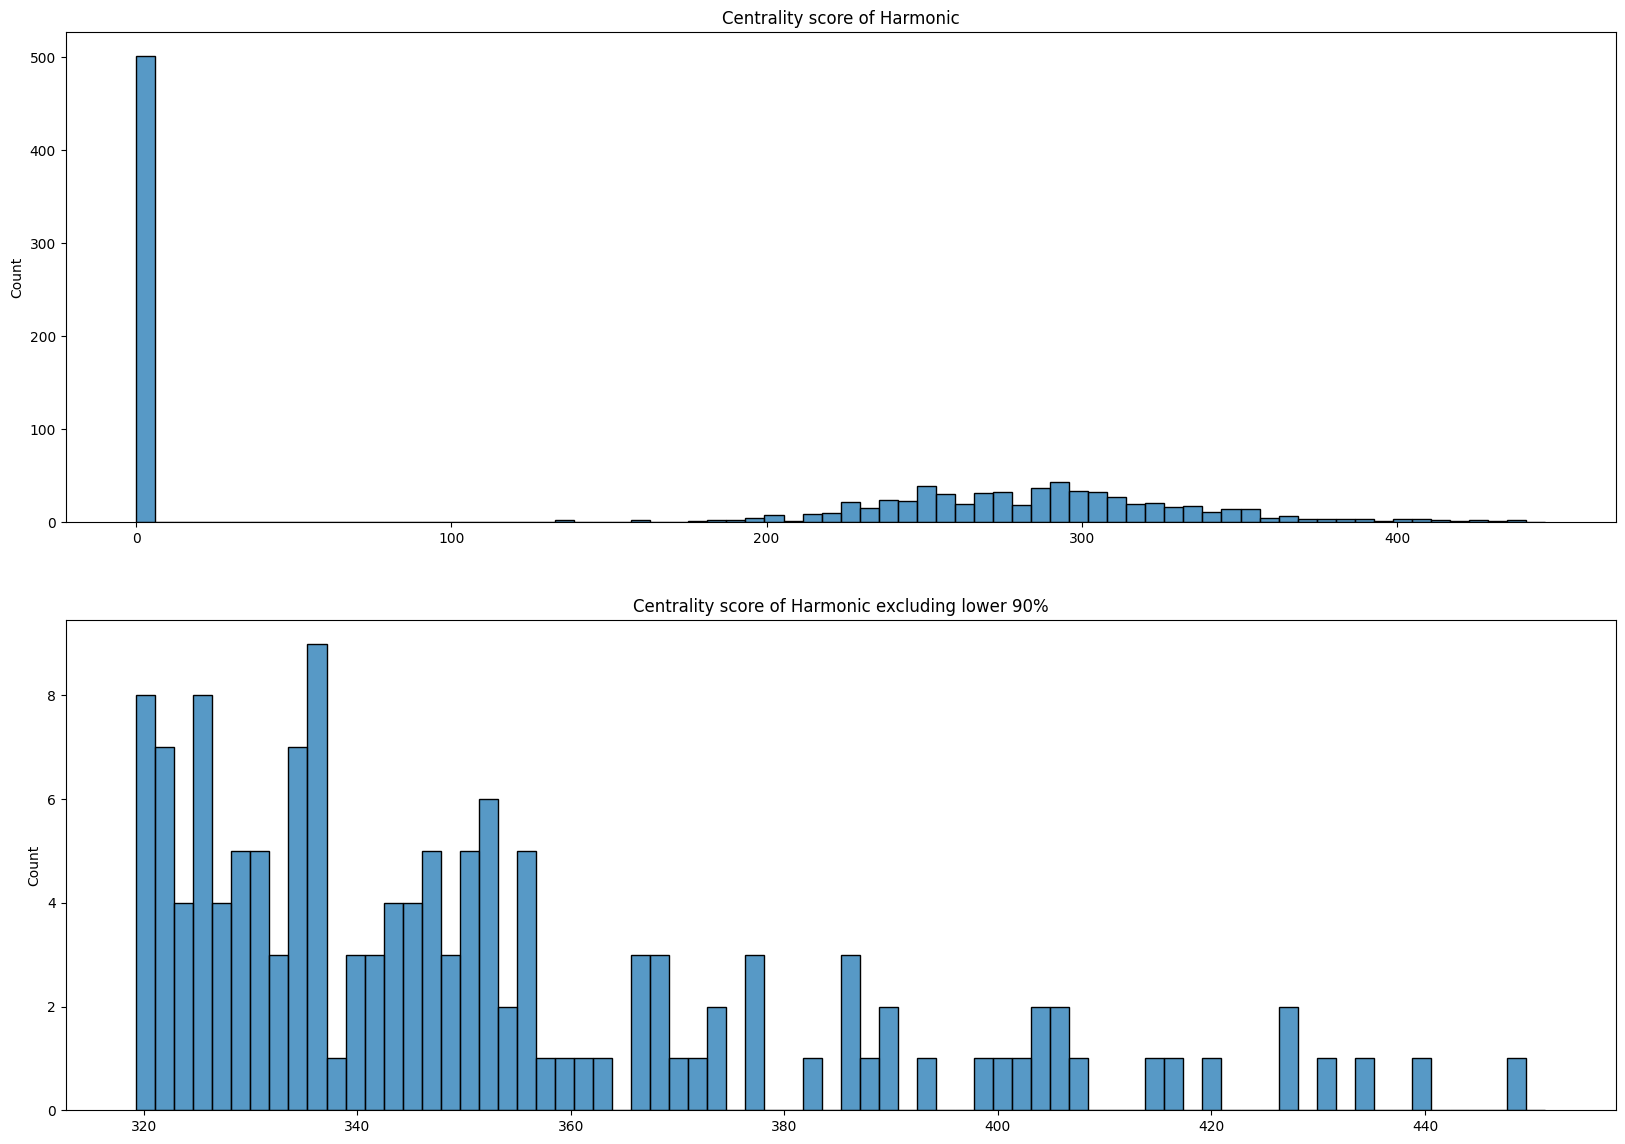 Centrality score of Harmonic
Count
500
400
300
200
100
0
0 100 200 300 400
Centrality score of Harmonic excluding lower 90%
Count
8
6
4
2
0
320 340 360 380 400 420 440